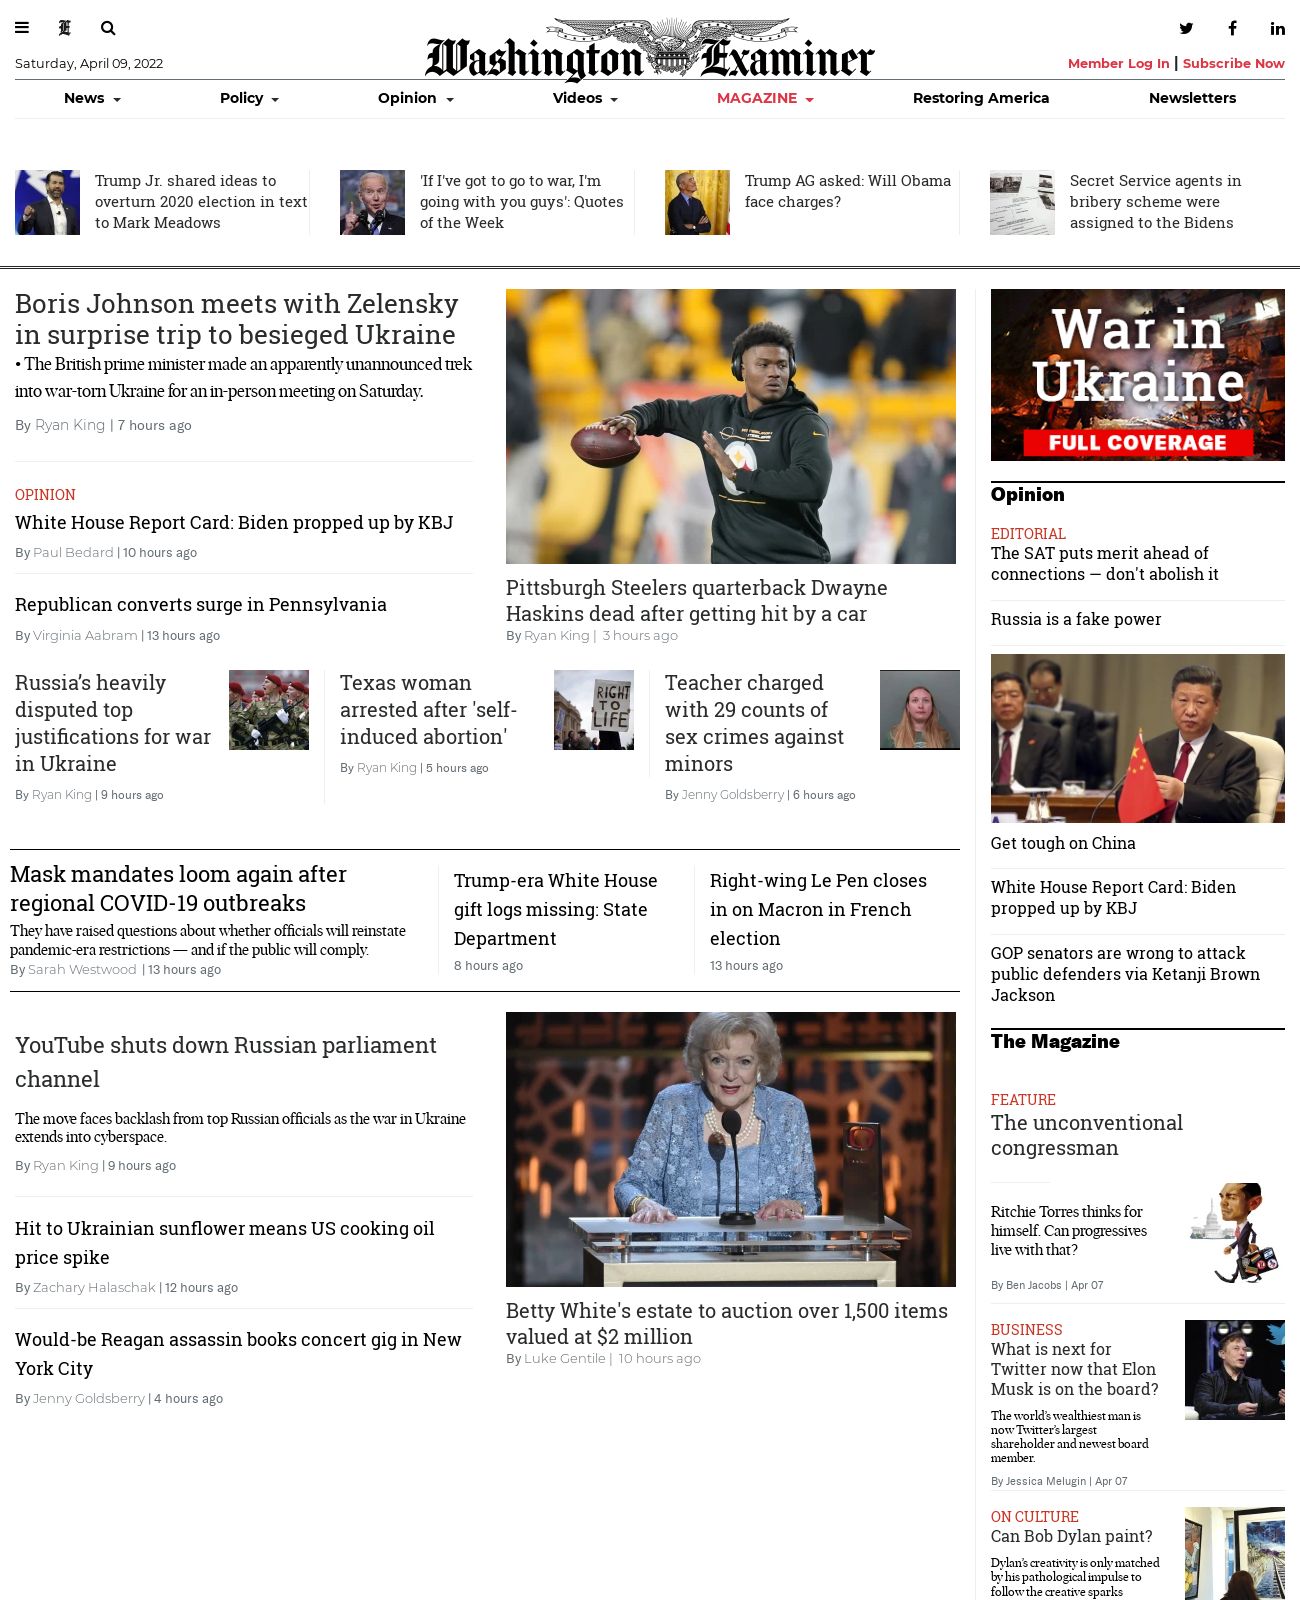 Washington Examiner
Saturday, April 09, 2022
Member Log In | Subscribe Now
News
Policy
Opinion
Videos
MAGAZINE
Restoring America
Newsletters
Trump Jr. shared ideas to
overturn 2020 election in text
to Mark Meadows
'If I've got to go to war, I'm
going with you guys': Quotes
of the Week
Trump AG asked: Will Obama
face charges?
Secret Service agents in
bribery scheme were
assigned to the Bidens
Boris Johnson meets with Zelensky
in surprise trip to besieged Ukraine
• The British prime minister made an apparently unannounced trek
into war-torn Ukraine for an in-person meeting on Saturday.
By Ryan King | 7 hours ago
OPINION
White House Report Card: Biden propped up by KBJ
By Paul Bedard | 10 hours ago
Republican converts surge in Pennsylvania
By Virginia Aabram | 13 hours ago
Pittsburgh Steelers quarterback Dwayne
Haskins dead after getting hit by a car
By Ryan King | 3 hours ago
Russia’s heavily
disputed top
justifications for war
in Ukraine
By Ryan King | 9 hours ago
Texas woman
arrested after 'self-
induced abortion'
By Ryan King | 5 hours ago
RIGHT
TO
LIFE
Teacher charged
with 29 counts of
sex crimes against
minors
By Jenny Goldsberry | 6 hours ago
Mask mandates loom again after
regional COVID-19 outbreaks
They have raised questions about whether officials will reinstate
pandemic-era restrictions — and if the public will comply.
By Sarah Westwood | 13 hours ago
Trump-era White House
gift logs missing: State
Department
8 hours ago
Right-wing Le Pen closes
in on Macron in French
election
13 hours ago
YouTube shuts down Russian parliament
channel
The move faces backlash from top Russian officials as the war in Ukraine
extends into cyberspace.
By Ryan King | 9 hours ago
Hit to Ukrainian sunflower means US cooking oil
price spike
By Zachary Halaschak | 12 hours ago
Would-be Reagan assassin books concert gig in New
York City
By Jenny Goldsberry | 4 hours ago
Betty White's estate to auction over 1,500 items
valued at $2 million
By Luke Gentile | 10 hours ago
War in
Ukraine
FULL COVERAGE
Opinion
EDITORIAL
The SAT puts merit ahead of
connections — don't abolish it
Russia is a fake power
Get tough on China
White House Report Card: Biden
propped up by KBJ
GOP senators are wrong to attack
public defenders via Ketanji Brown
Jackson
The Magazine
FEATURE
The unconventional
congressman
Ritchie Torres thinks for
himself. Can progressives
live with that?
By Ben Jacobs | Apr 07
BUSINESS
What is next for
Twitter now that Elon
Musk is on the board?
The world’s wealthiest man is
now Twitter’s largest
shareholder and newest board
member.
By Jessica Melugin | Apr 07
ON CULTURE
Can Bob Dylan paint?
Dylan’s creativity is only matched
by his pathological impulse to
follow the creative sparks